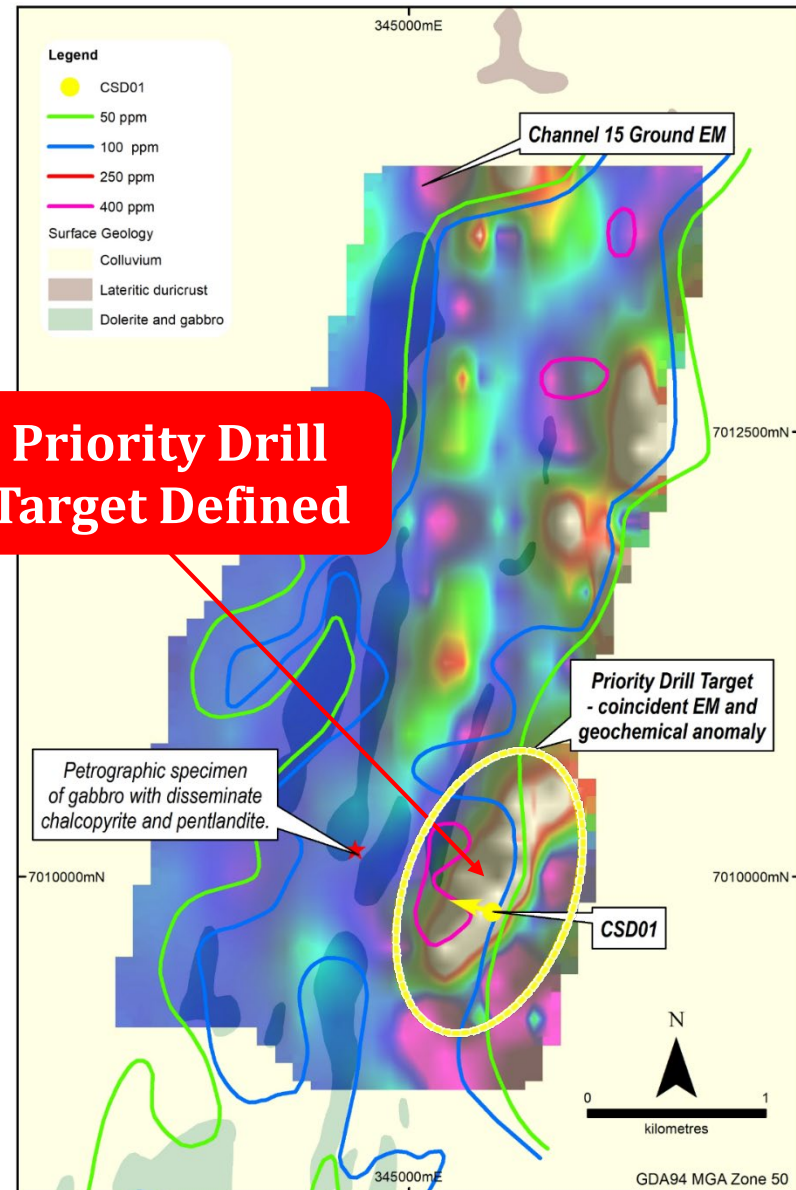 345000mE
Legend
CSD01
50 ppm
100 ppm
250 ppm
400 ppm
Surface Geology
Colluvium
Lateritic duricrust
Dolerite and gabbro
Channel 15 Ground EM
Priority Drill
Target Defined
7012500mN
Priority Drill Target
- coincident EM and
geochemical anomaly
Petrographic specimen
of gabbro with disseminate
chalcopyrite and pentlandite.
7010000mN
7010000mN
CSD01
N
0 1
kilometres
345000mE
GDA94 MGA Zone 50